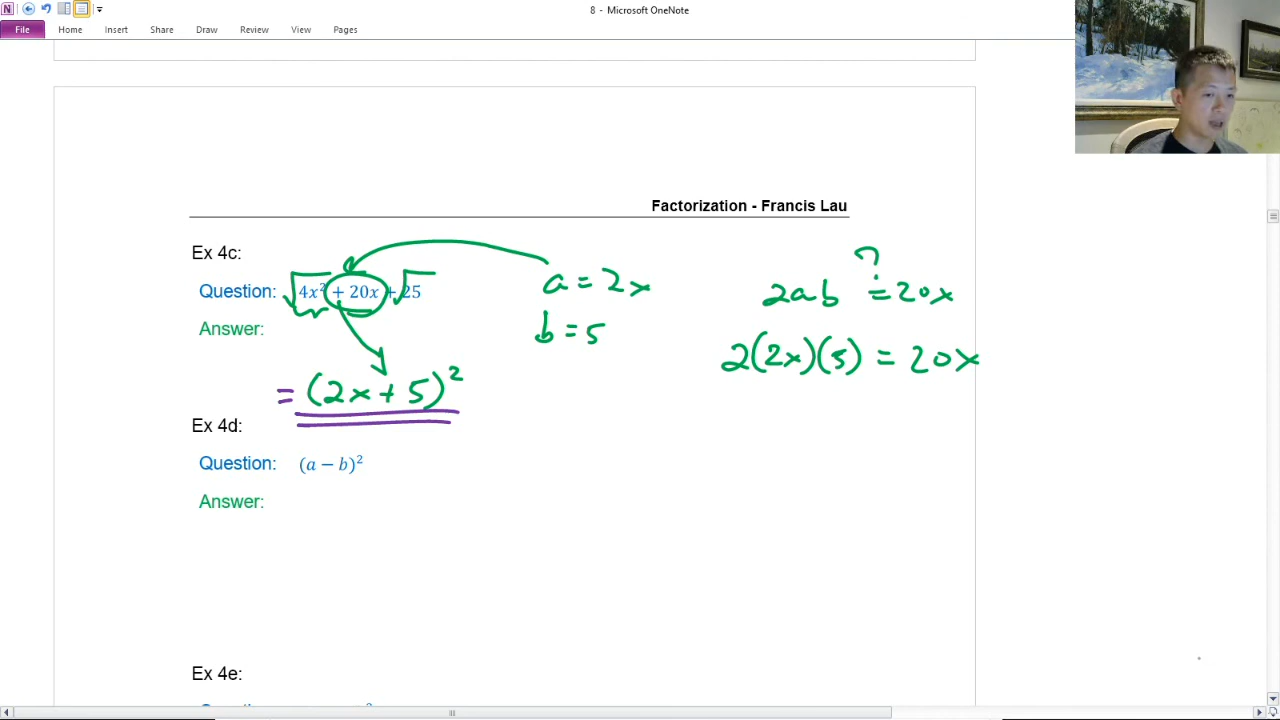 8 - Microsoft OneNote
File Home Insert Share Draw Review View Pages
Factorization - Francis Lau
Ex 4c:
Question: √4x² + 20x + √25
Answer:
a = 2x
b = 5
2ab ≟ 20x
2(2x)(5) = 20x
= (2x + 5)²
Ex 4d:
Question: (a − b)²
Answer:
Ex 4e: